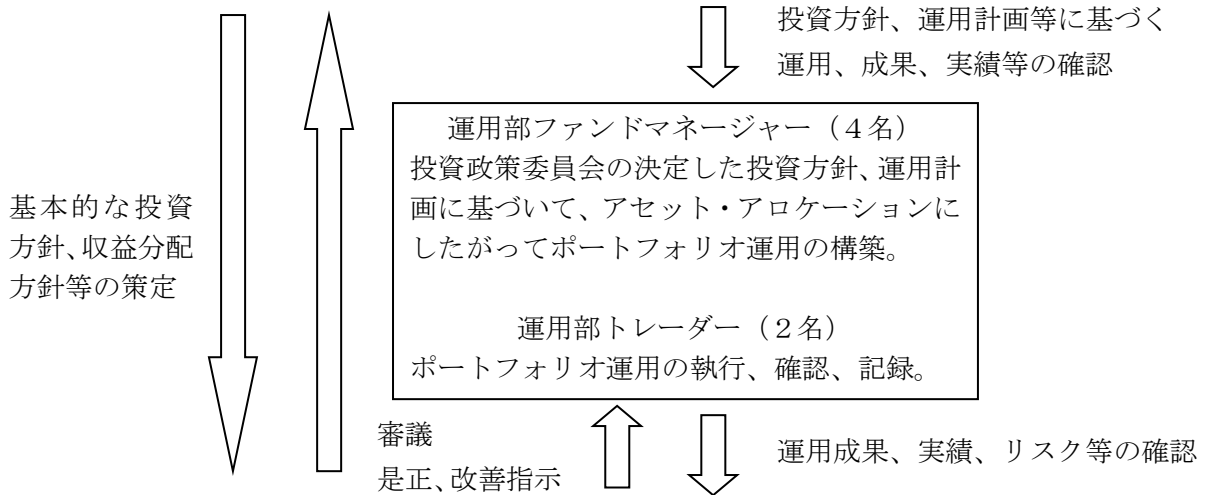 投資方針、運用計画等に基づく
運用、成果、実績等の確認
運用部ファンドマネージャー（４名）
投資政策委員会の決定した投資方針、運用計
画に基づいて、アセット・アロケーションに
したがってポートフォリオ運用の構築。
基本的な投資
方針、収益分配
方針等の策定
運用部トレーダー（２名）
ポートフォリオ運用の執行、確認、記録。
審議
是正、改善指示
運用成果、実績、リスク等の確認